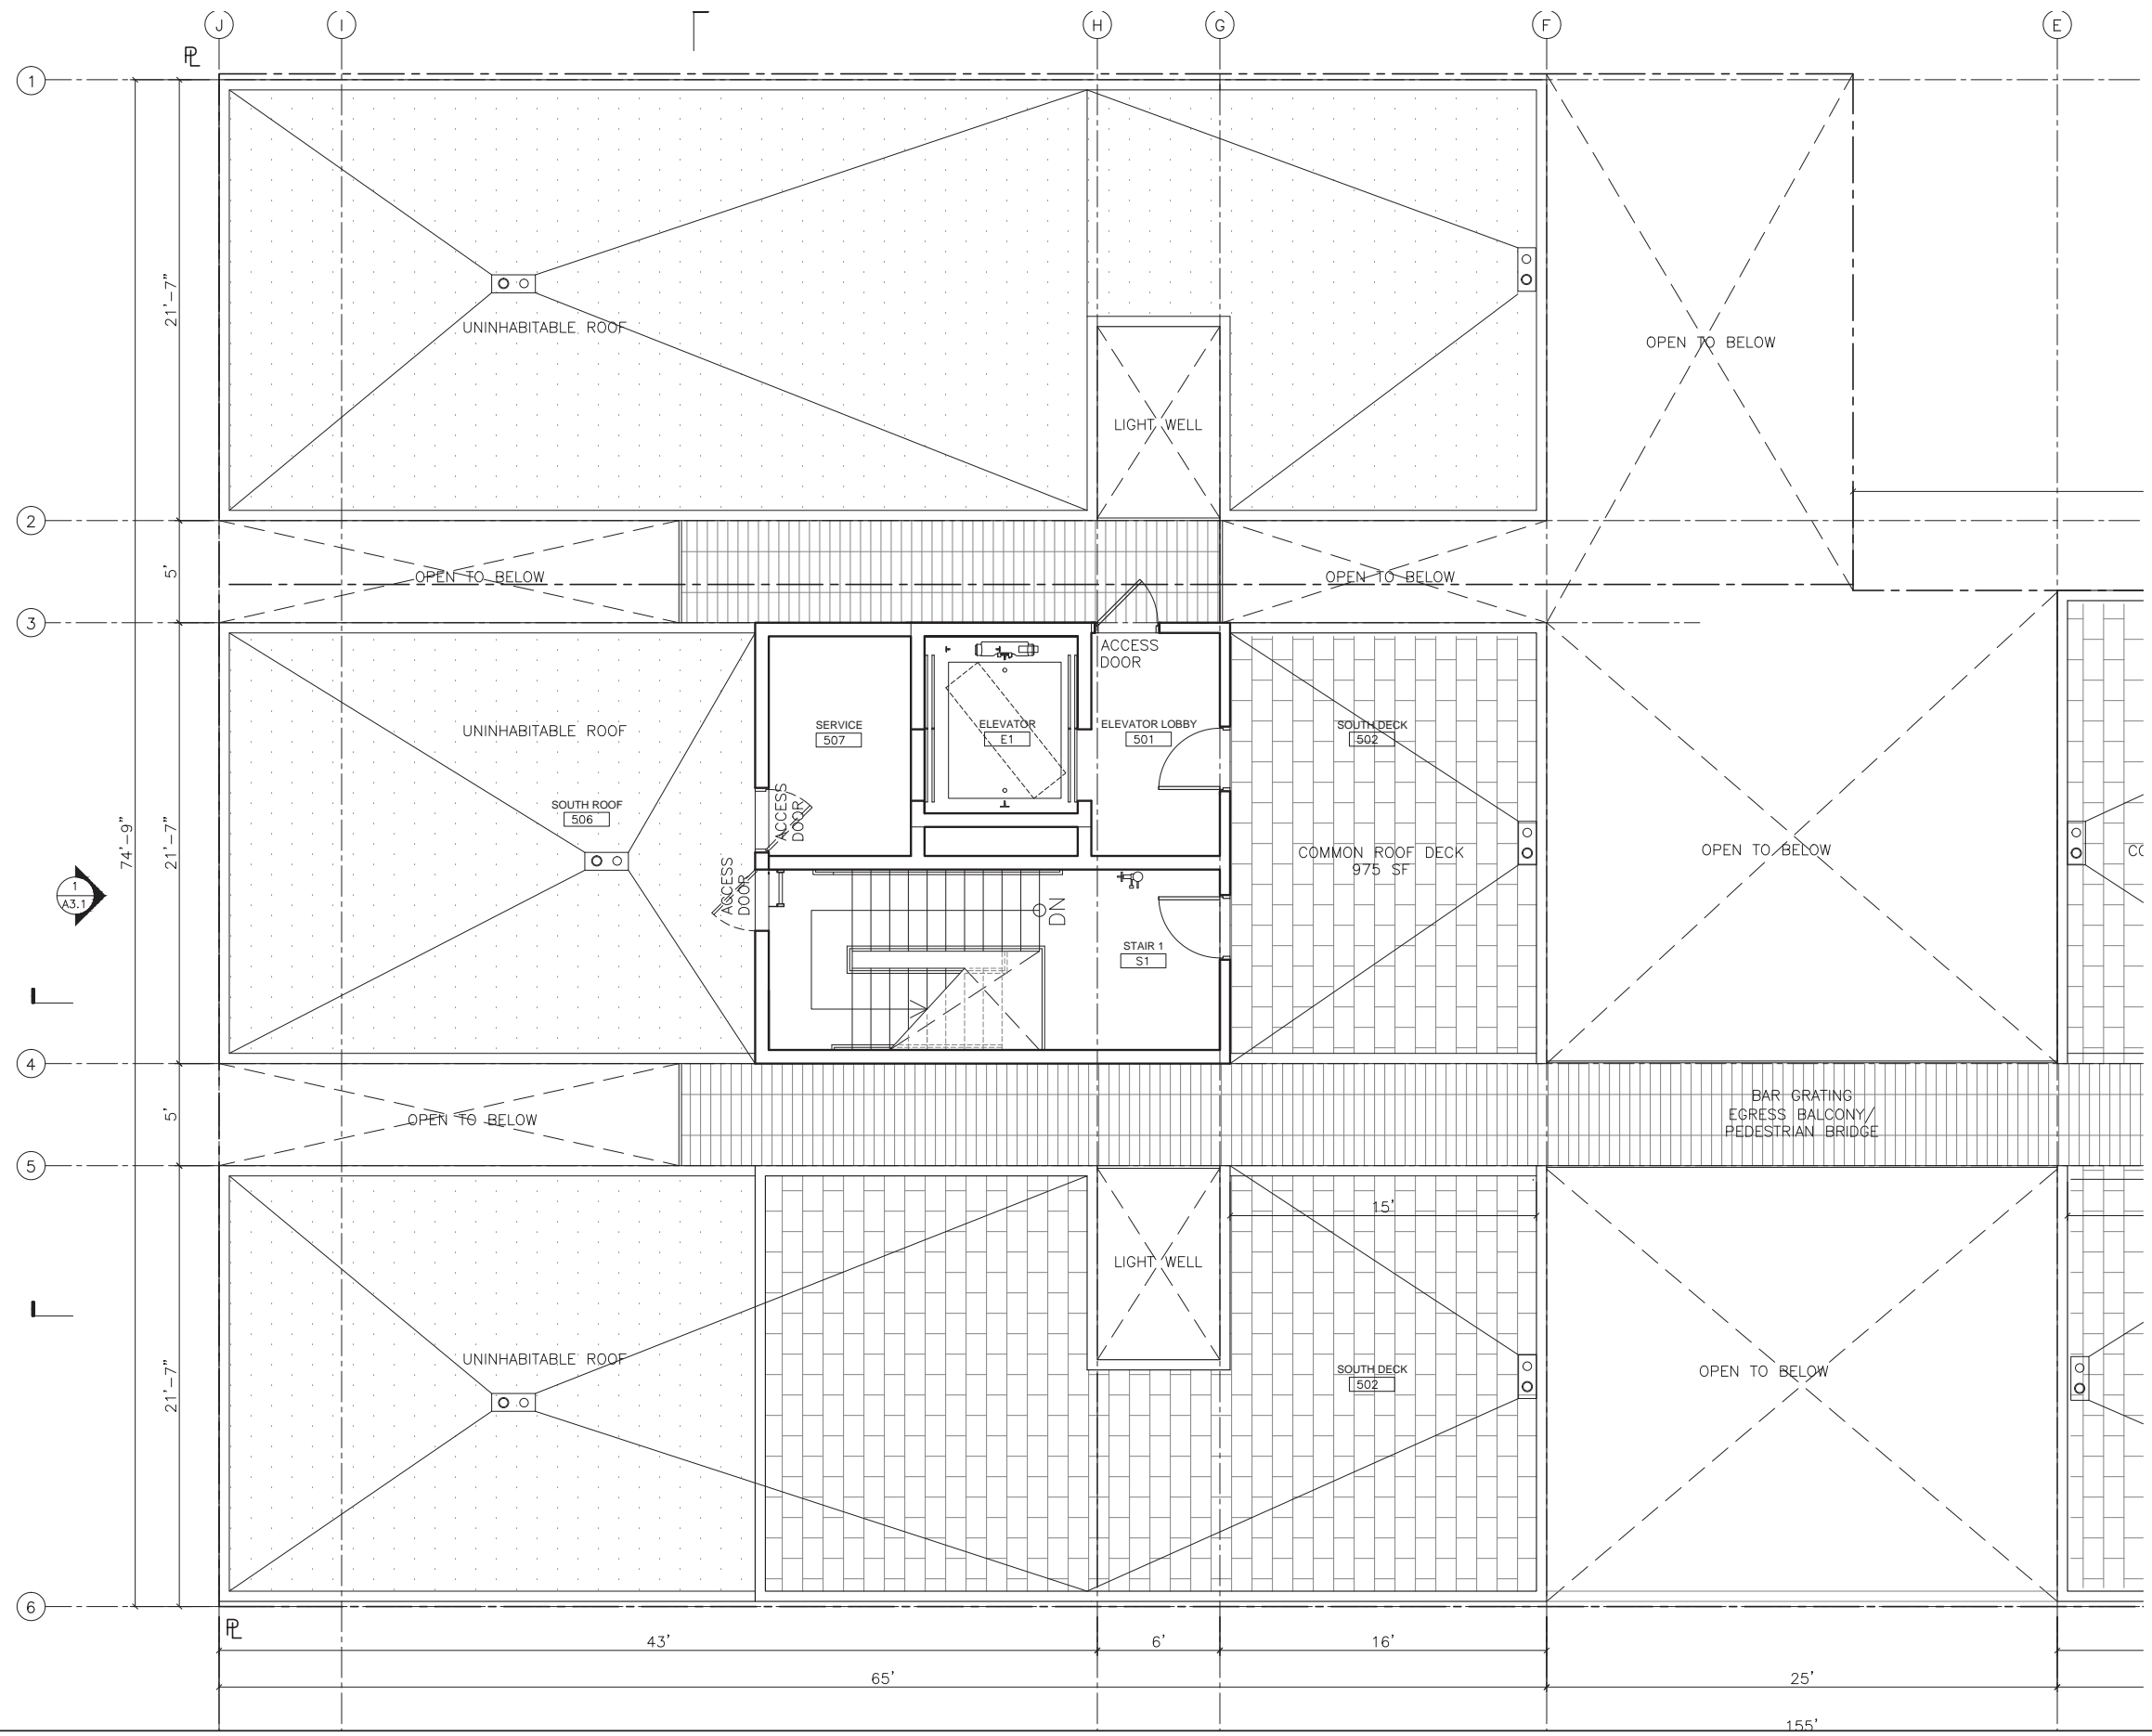 J
I
H
G
F
E
PL
1
2
3
4
5
6
21'-7"
5'
21'-7"
5'
21'-7"
74'-9"
UNINHABITABLE ROOF
OPEN TO BELOW
LIGHT WELL
OPEN TO BELOW
OPEN TO BELOW
ACCESS
DOOR
UNINHABITABLE ROOF
SERVICE
507
ELEVATOR
E1
ELEVATOR LOBBY
501
SOUTH DECK
502
SOUTH ROOF
506
ACCESS
DOOR
COMMON ROOF DECK
975 SF
OPEN TO BELOW
CO
1
A3.1
ACCESS
DOOR
DN
STAIR 1
S1
OPEN TO BELOW
BAR GRATING
EGRESS BALCONY/
PEDESTRIAN BRIDGE
15'
LIGHT WELL
UNINHABITABLE ROOF
SOUTH DECK
502
OPEN TO BELOW
PL
43'
6'
16'
65'
25'
155'